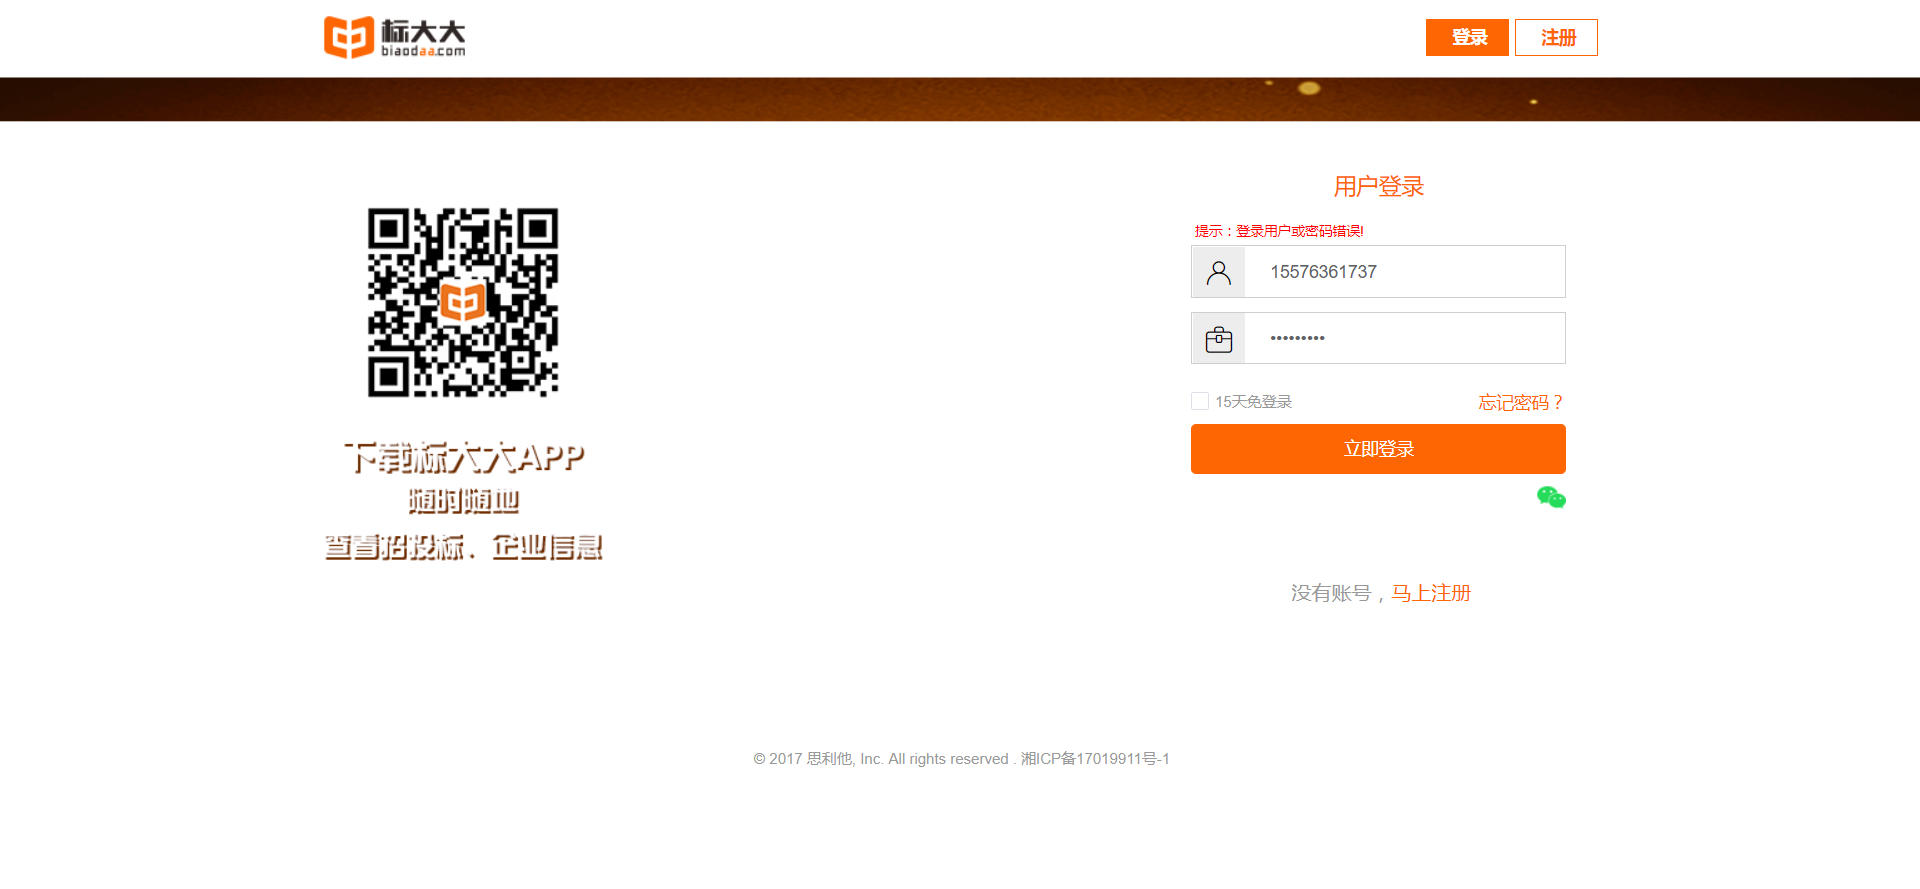 标大大
biaodaa.com
登录
注册
用户登录
提示：登录用户或密码错误!
15576361737
•••••••••
15天免登录
忘记密码？
立即登录
下载标大大APP
随时随地
查看招投标、企业信息
没有账号，马上注册
© 2017 思利他, Inc. All rights reserved . 湘ICP备17019911号-1